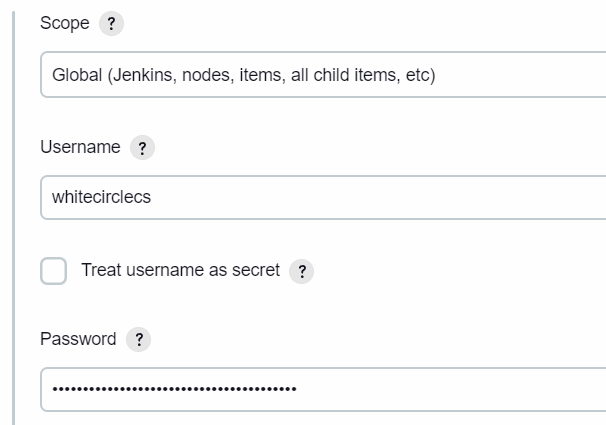 Scope ?
Global (Jenkins, nodes, items, all child items, etc)
Username ?
whitecirclecs
Treat username as secret ?
Password ?
••••••••••••••••••••••••••••••••••••••••